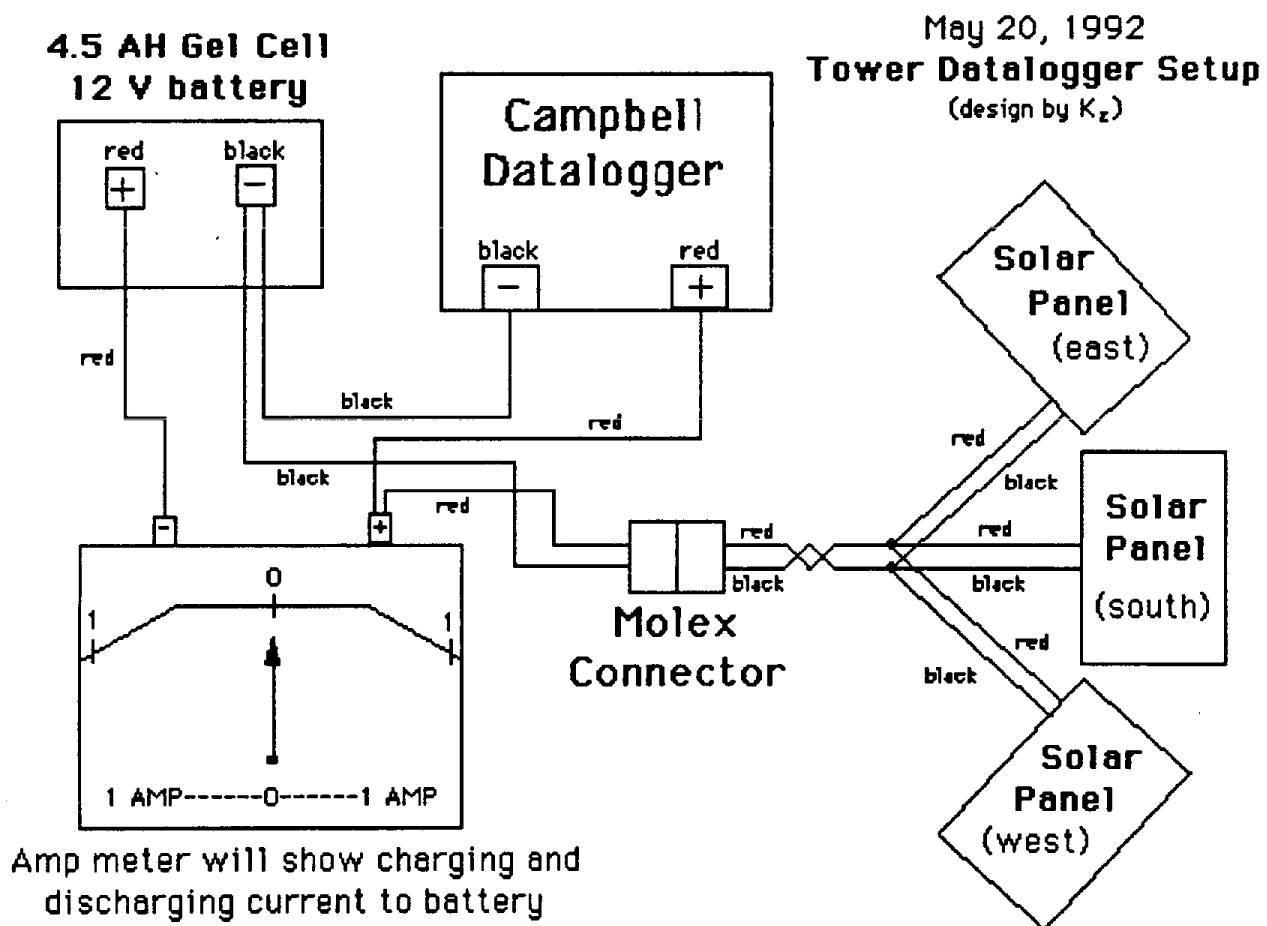 May 20, 1992
Tower Datalogger Setup
(design by Kz)
4.5 AH Gel Cell
12 V battery
red
black
+
-
Campbell
Datalogger
black
red
-
+
red
black
red
black
red
-
+
0
1
1
1 AMP------0------1 AMP
Amp meter will show charging and
discharging current to battery
red
black
Molex
Connector
Solar
Panel
(east)
red
black
red
black
Solar
Panel
(south)
red
black
Solar
Panel
(west)